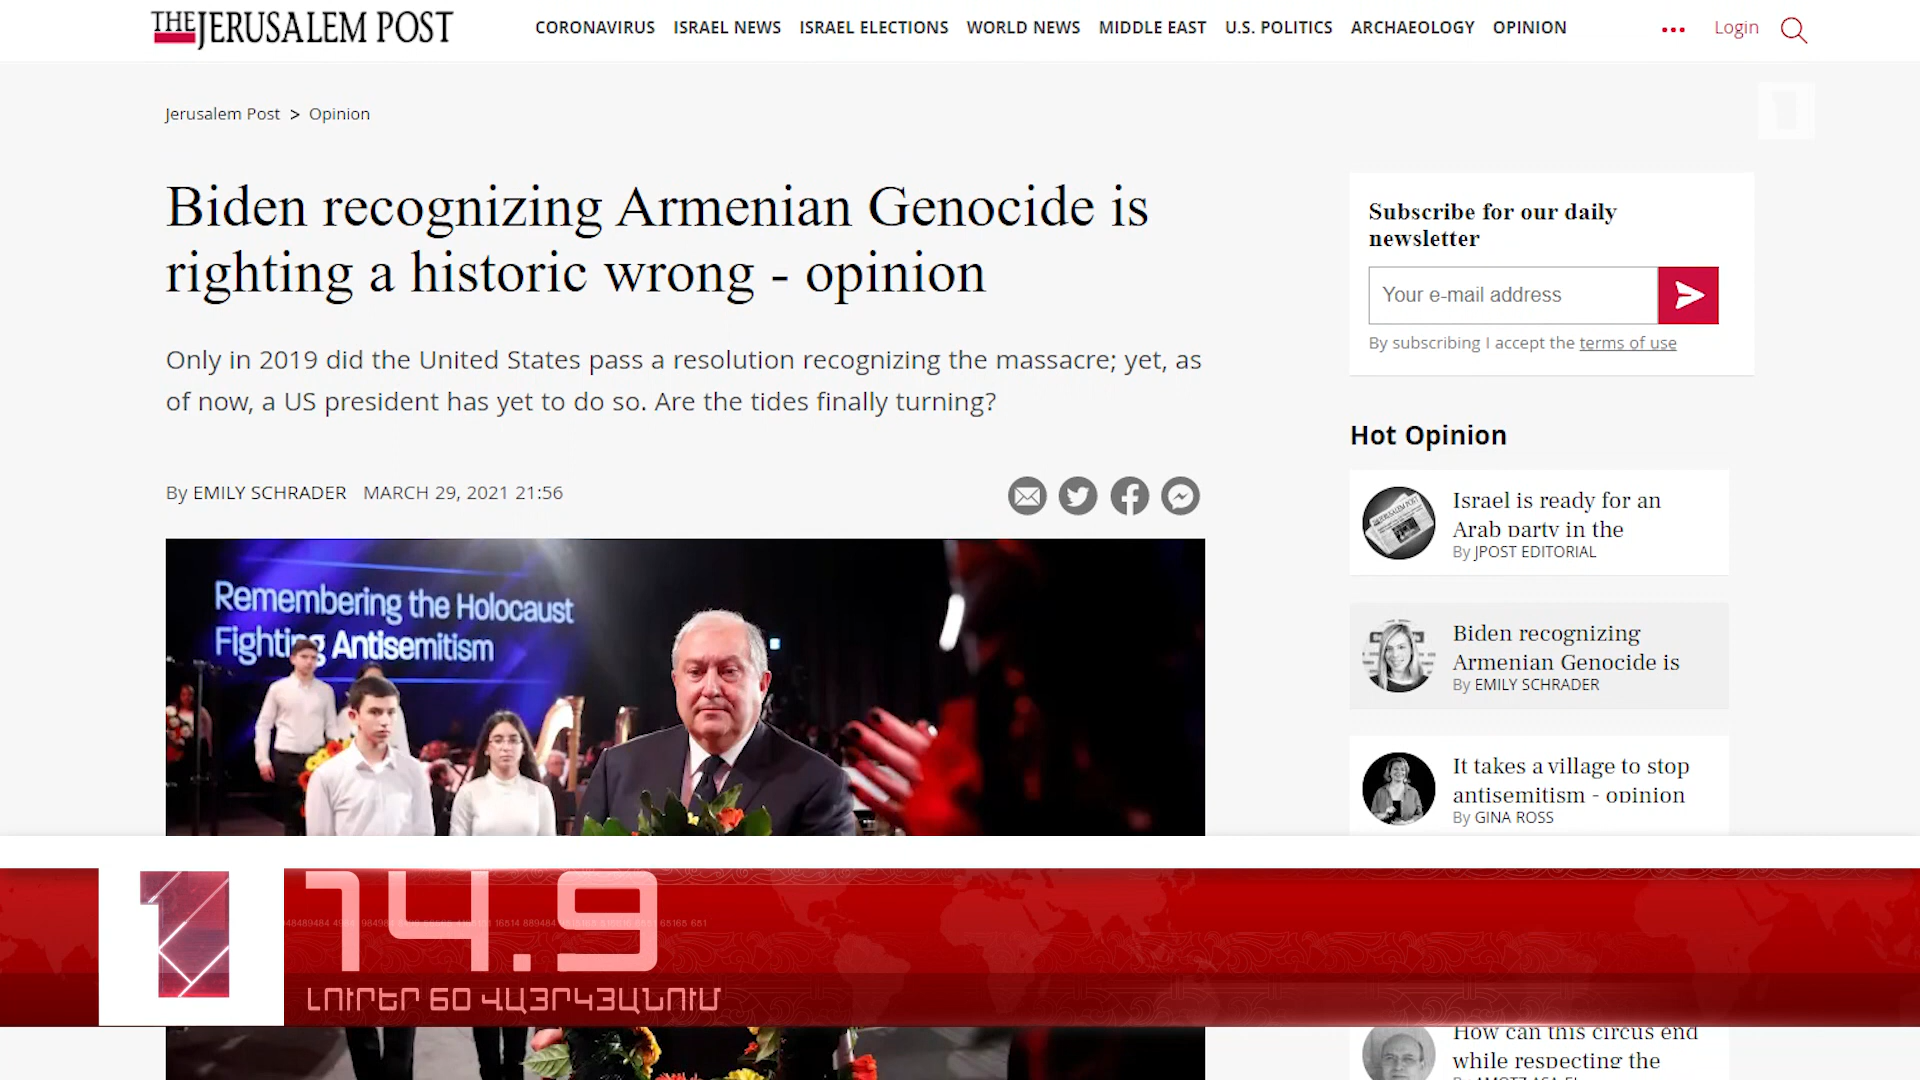 THE JERUSALEM POST
CORONAVIRUS ISRAEL NEWS ISRAEL ELECTIONS WORLD NEWS MIDDLE EAST U.S. POLITICS ARCHAEOLOGY OPINION
Login
Jerusalem Post > Opinion
Biden recognizing Armenian Genocide is
righting a historic wrong - opinion
Only in 2019 did the United States pass a resolution recognizing the massacre; yet, as
of now, a US president has yet to do so. Are the tides finally turning?
By EMILY SCHRADER MARCH 29, 2021 21:56
Remembering the Holocaust
Fighting Antisemitism
Subscribe for our daily
newsletter
Your e-mail address
By subscribing I accept the terms of use
Hot Opinion
Israel is ready for an
Arab party in the
By JPOST EDITORIAL
Biden recognizing
Armenian Genocide is
By EMILY SCHRADER
It takes a village to stop
antisemitism - opinion
By GINA ROSS
How can this circus end
while respecting the
14.9
ԼՈՒՐԵՐ 60 ՎԱՅՐԿՅԱՆՈՒՄ